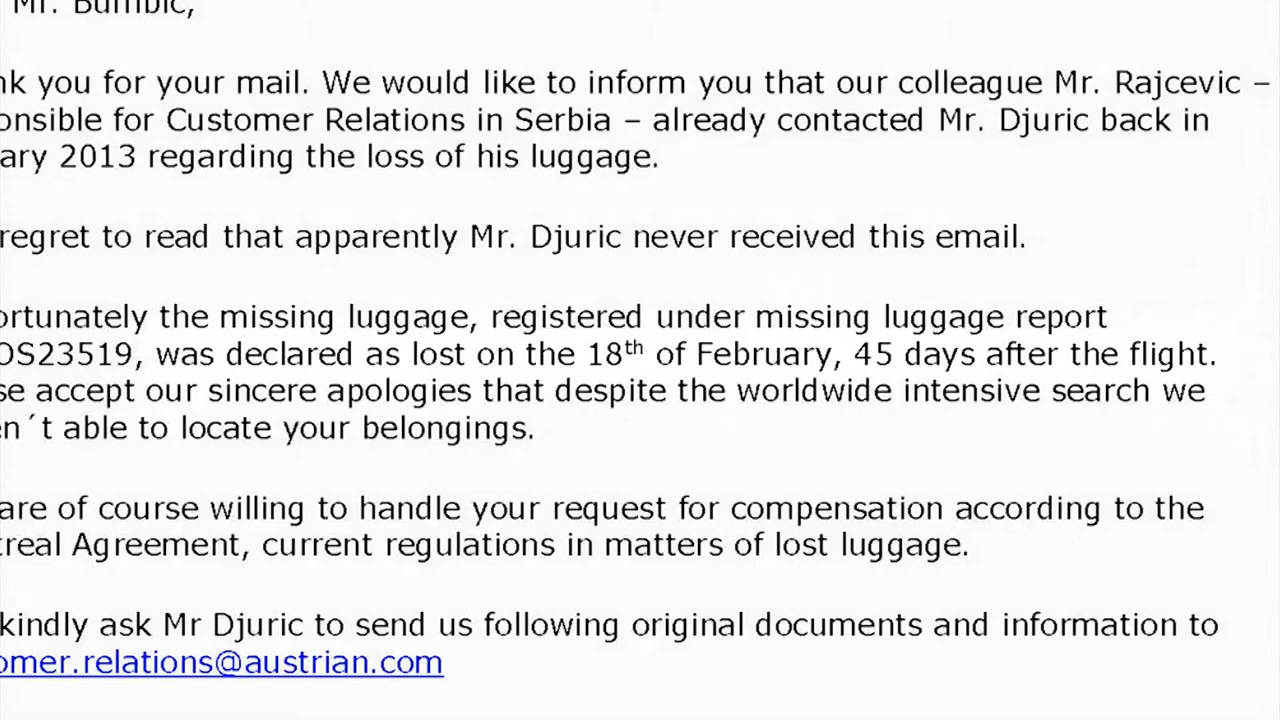 Mr. Bumbic,
nk you for your mail. We would like to inform you that our colleague Mr. Rajcevic –
onsible for Customer Relations in Serbia – already contacted Mr. Djuric back in
ary 2013 regarding the loss of his luggage.
regret to read that apparently Mr. Djuric never received this email.
ortunately the missing luggage, registered under missing luggage report
OS23519, was declared as lost on the 18th of February, 45 days after the flight.
se accept our sincere apologies that despite the worldwide intensive search we
en´t able to locate your belongings.
are of course willing to handle your request for compensation according to the
treal Agreement, current regulations in matters of lost luggage.
kindly ask Mr Djuric to send us following original documents and information to
omer.relations@austrian.com